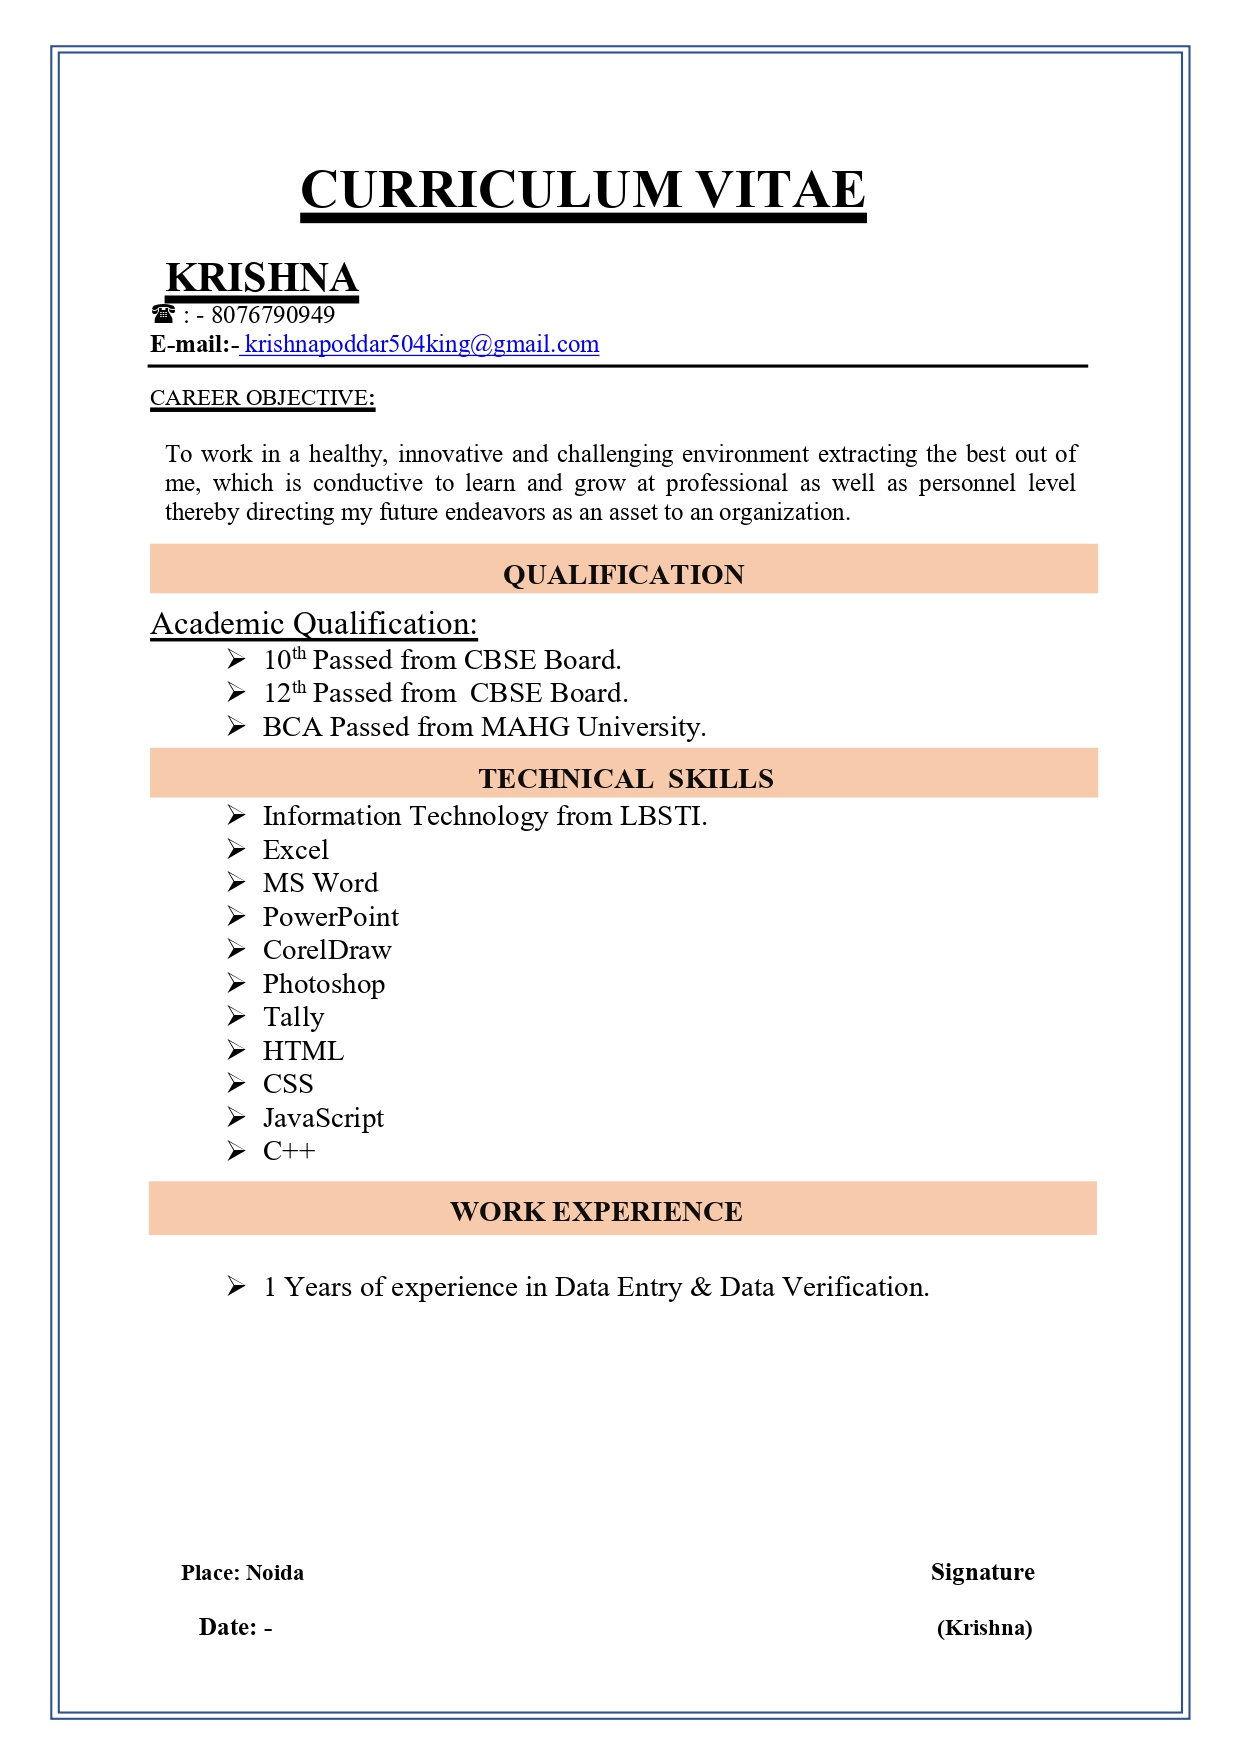 CURRICULUM VITAE
KRISHNA
☎ : - 8076790949
E-mail:- krishnapoddar504king@gmail.com
CAREER OBJECTIVE:
To work in a healthy, innovative and challenging environment extracting the best out of
me, which is conductive to learn and grow at professional as well as personnel level
thereby directing my future endeavors as an asset to an organization.
QUALIFICATION
Academic Qualification:
➢ 10th Passed from CBSE Board.
➢ 12th Passed from  CBSE Board.
➢ BCA Passed from MAHG University.
TECHNICAL  SKILLS
➢ Information Technology from LBSTI.
➢ Excel
➢ MS Word
➢ PowerPoint
➢ CorelDraw
➢ Photoshop
➢ Tally
➢ HTML
➢ CSS
➢ JavaScript
➢ C++
WORK EXPERIENCE
➢ 1 Years of experience in Data Entry & Data Verification.
Place: Noida Signature
Date: - (Krishna)